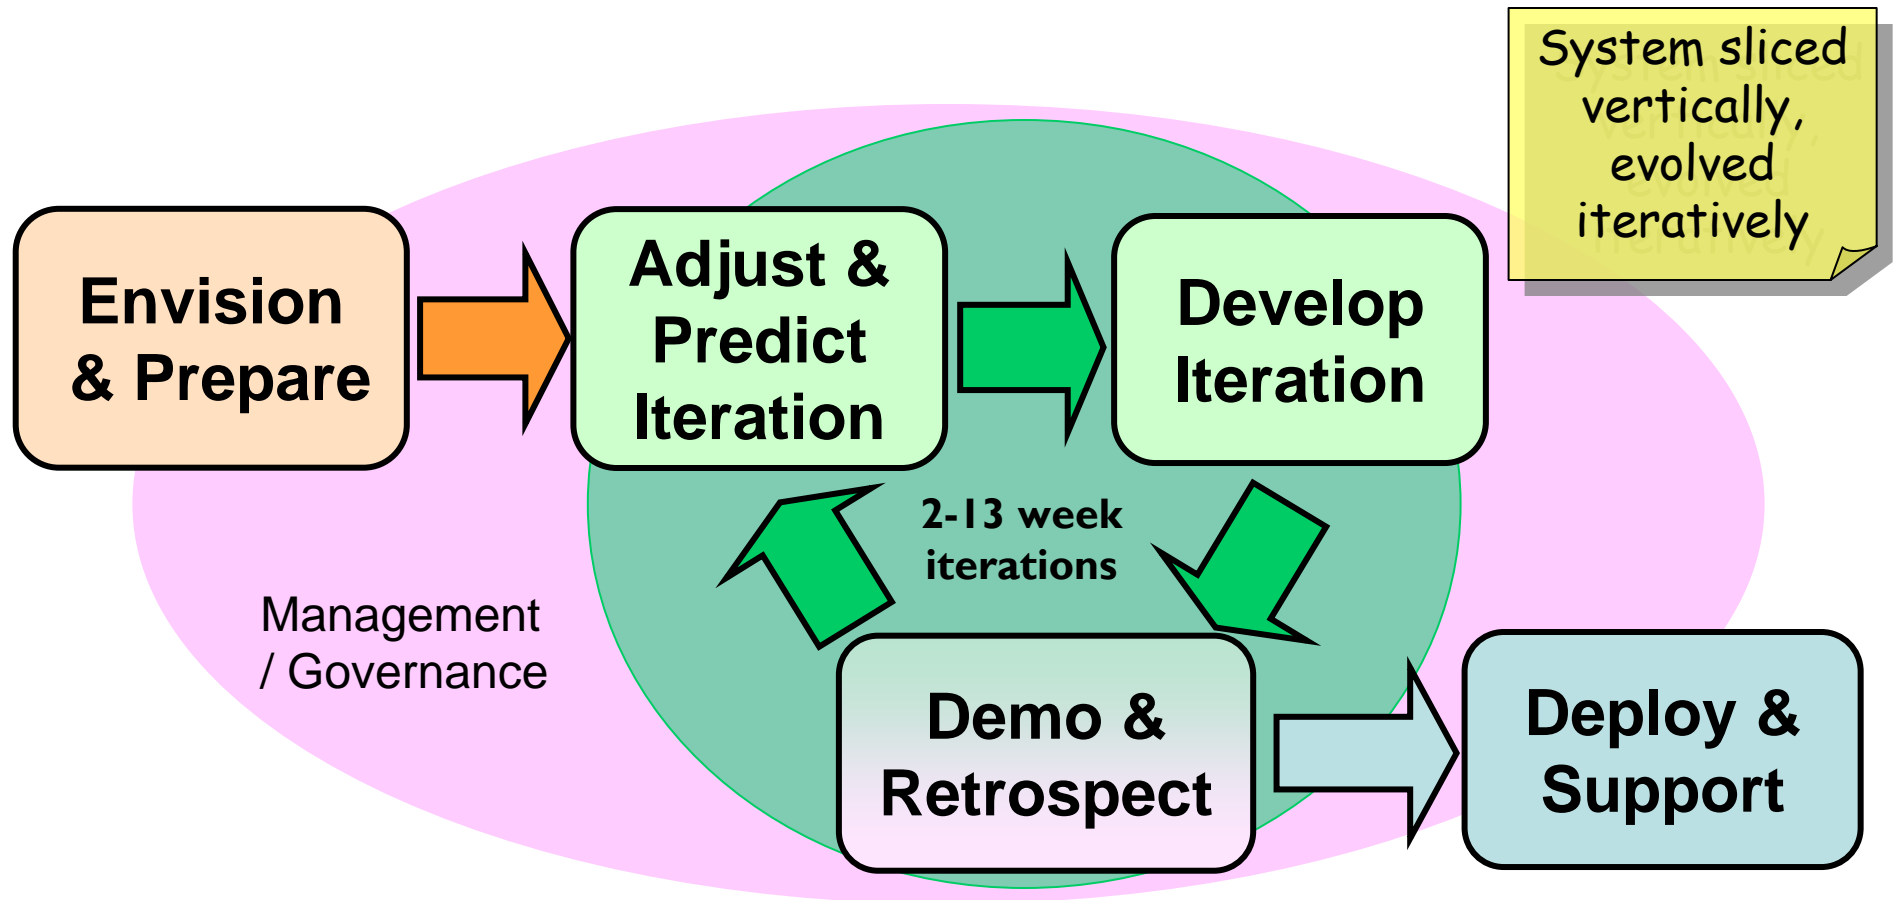 System sliced
vertically,
evolved
iteratively
Envision
& Prepare
Adjust &
Predict
Iteration
Develop
Iteration
2-13 week
iterations
Management
/ Governance
Demo &
Retrospect
Deploy &
Support